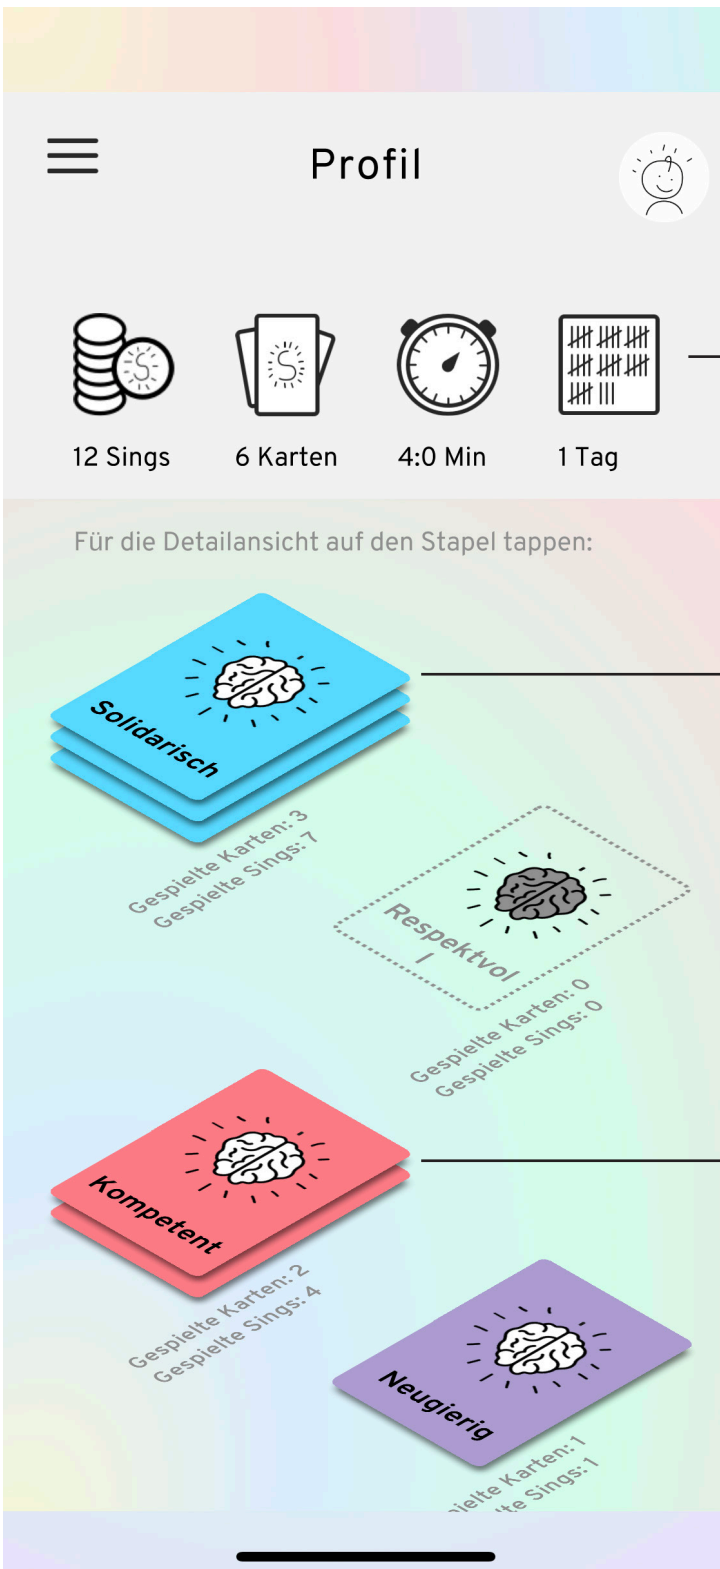 Profil
12 Sings
6 Karten
4:0 Min
1 Tag
Für die Detailansicht auf den Stapel tappen:
Solidarisch
Gespielte Karten: 3
Gespielte Sings: 7
Respektvol
l
Gespielte Karten: 0
Gespielte Sings: 0
Kompetent
Gespielte Karten: 2
Gespielte Sings: 4
Neugierig
Karten: 1
Sings: 1